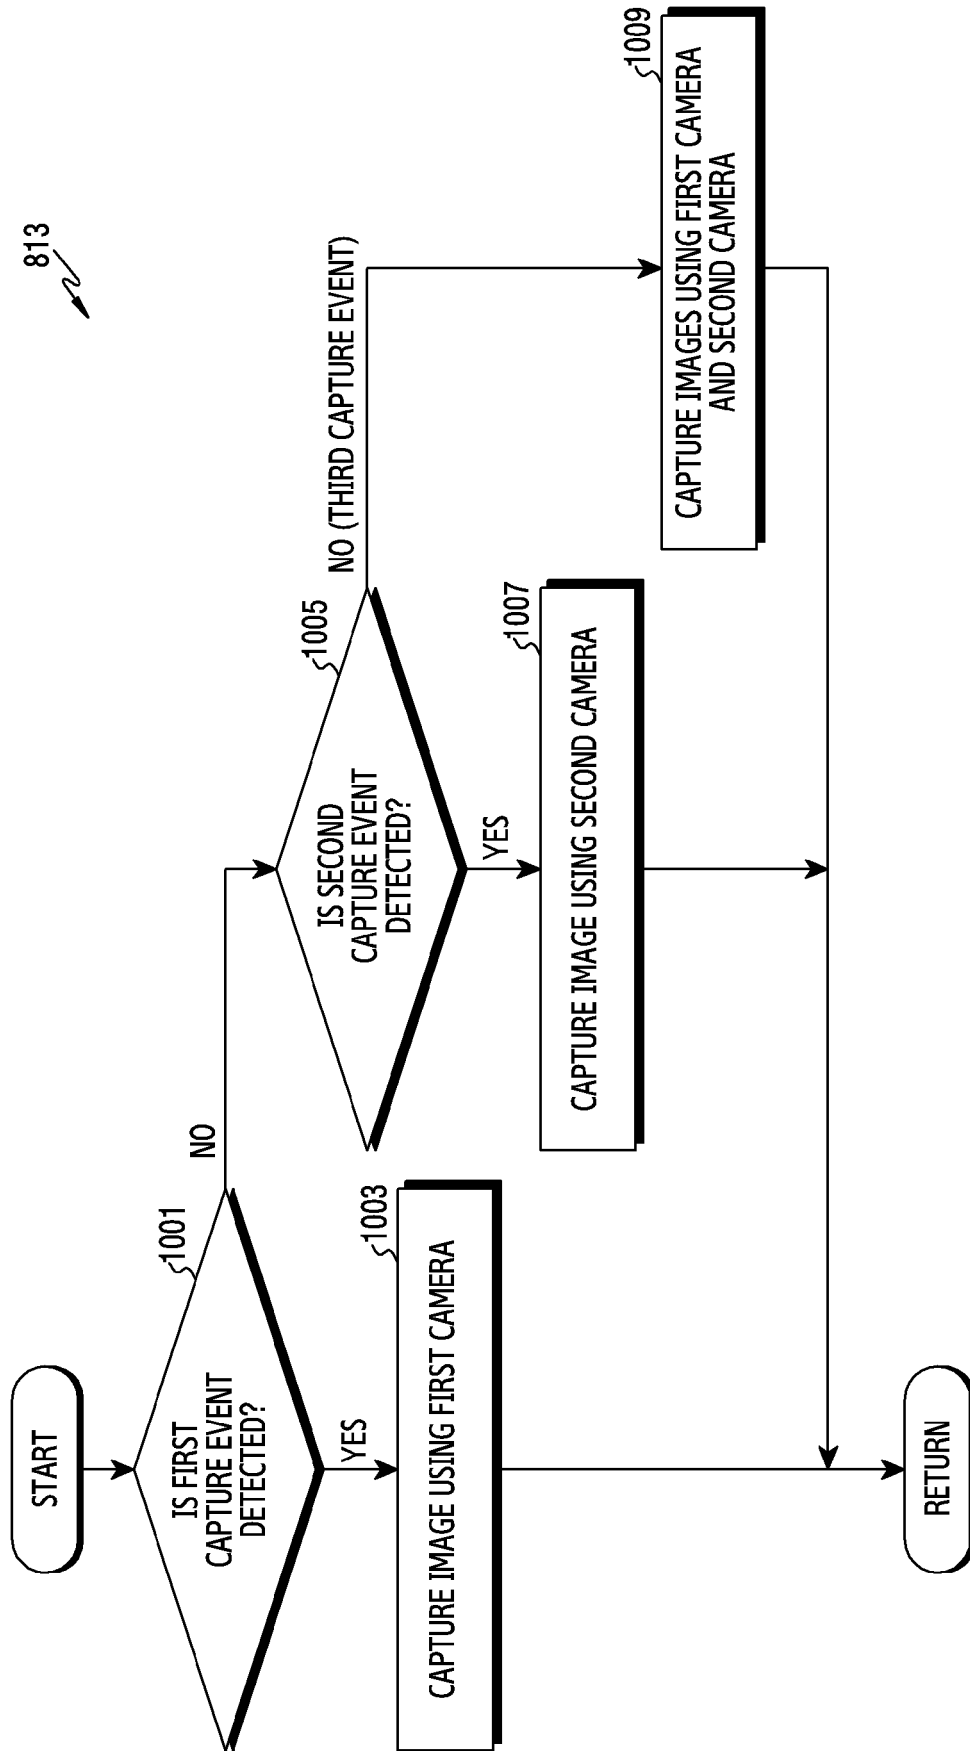 813
START
1001
IS FIRST
CAPTURE EVENT
DETECTED?
NO
YES
1003
CAPTURE IMAGE USING FIRST CAMERA
1005
IS SECOND
CAPTURE EVENT
DETECTED?
NO (THIRD CAPTURE EVENT)
YES
1007
CAPTURE IMAGE USING SECOND CAMERA
1009
CAPTURE IMAGES USING FIRST CAMERA
AND SECOND CAMERA
RETURN